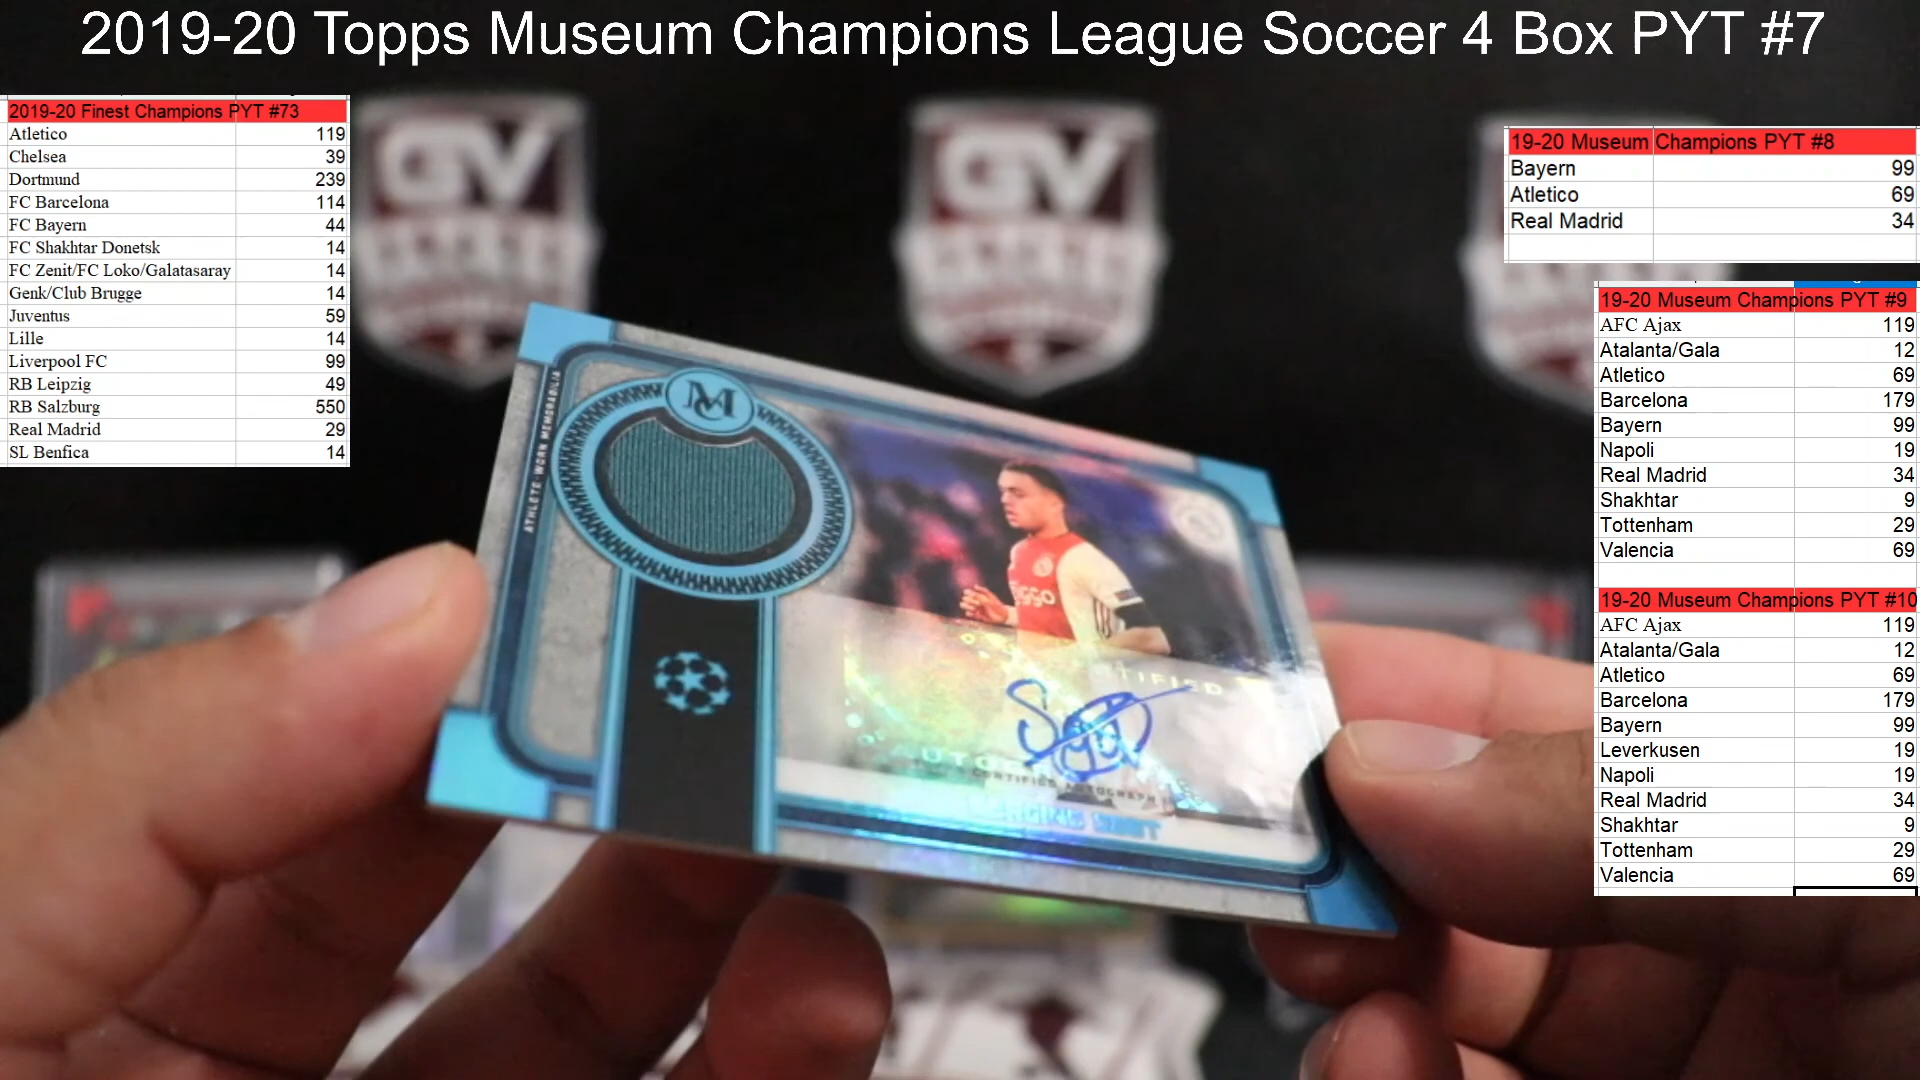 2019-20 Topps Museum Champions League Soccer 4 Box PYT #7
2019-20 Finest Champions PYT #73
Atletico 119
Chelsea 39
Dortmund 239
FC Barcelona 114
FC Bayern 44
FC Shakhtar Donetsk 14
FC Zenit/FC Loko/Galatasaray 14
Genk/Club Brugge 14
Juventus 59
Lille 14
Liverpool FC 99
RB Leipzig 49
RB Salzburg 550
Real Madrid 29
SL Benfica 14
19-20 Museum Champions PYT #8
Bayern 99
Atletico 69
Real Madrid 34
19-20 Museum Champions PYT #9
AFC Ajax 119
Atalanta/Gala 12
Atletico 69
Barcelona 179
Bayern 99
Napoli 19
Real Madrid 34
Shakhtar 9
Tottenham 29
Valencia 69
19-20 Museum Champions PYT #10
AFC Ajax 119
Atalanta/Gala 12
Atletico 69
Barcelona 179
Bayern 99
Leverkusen 19
Napoli 19
Real Madrid 34
Shakhtar 9
Tottenham 29
Valencia 69
GV
GV
GV
MC
ATHLETE-WORN MEMORABILIA
CERTIFIED AUTOGRAPH